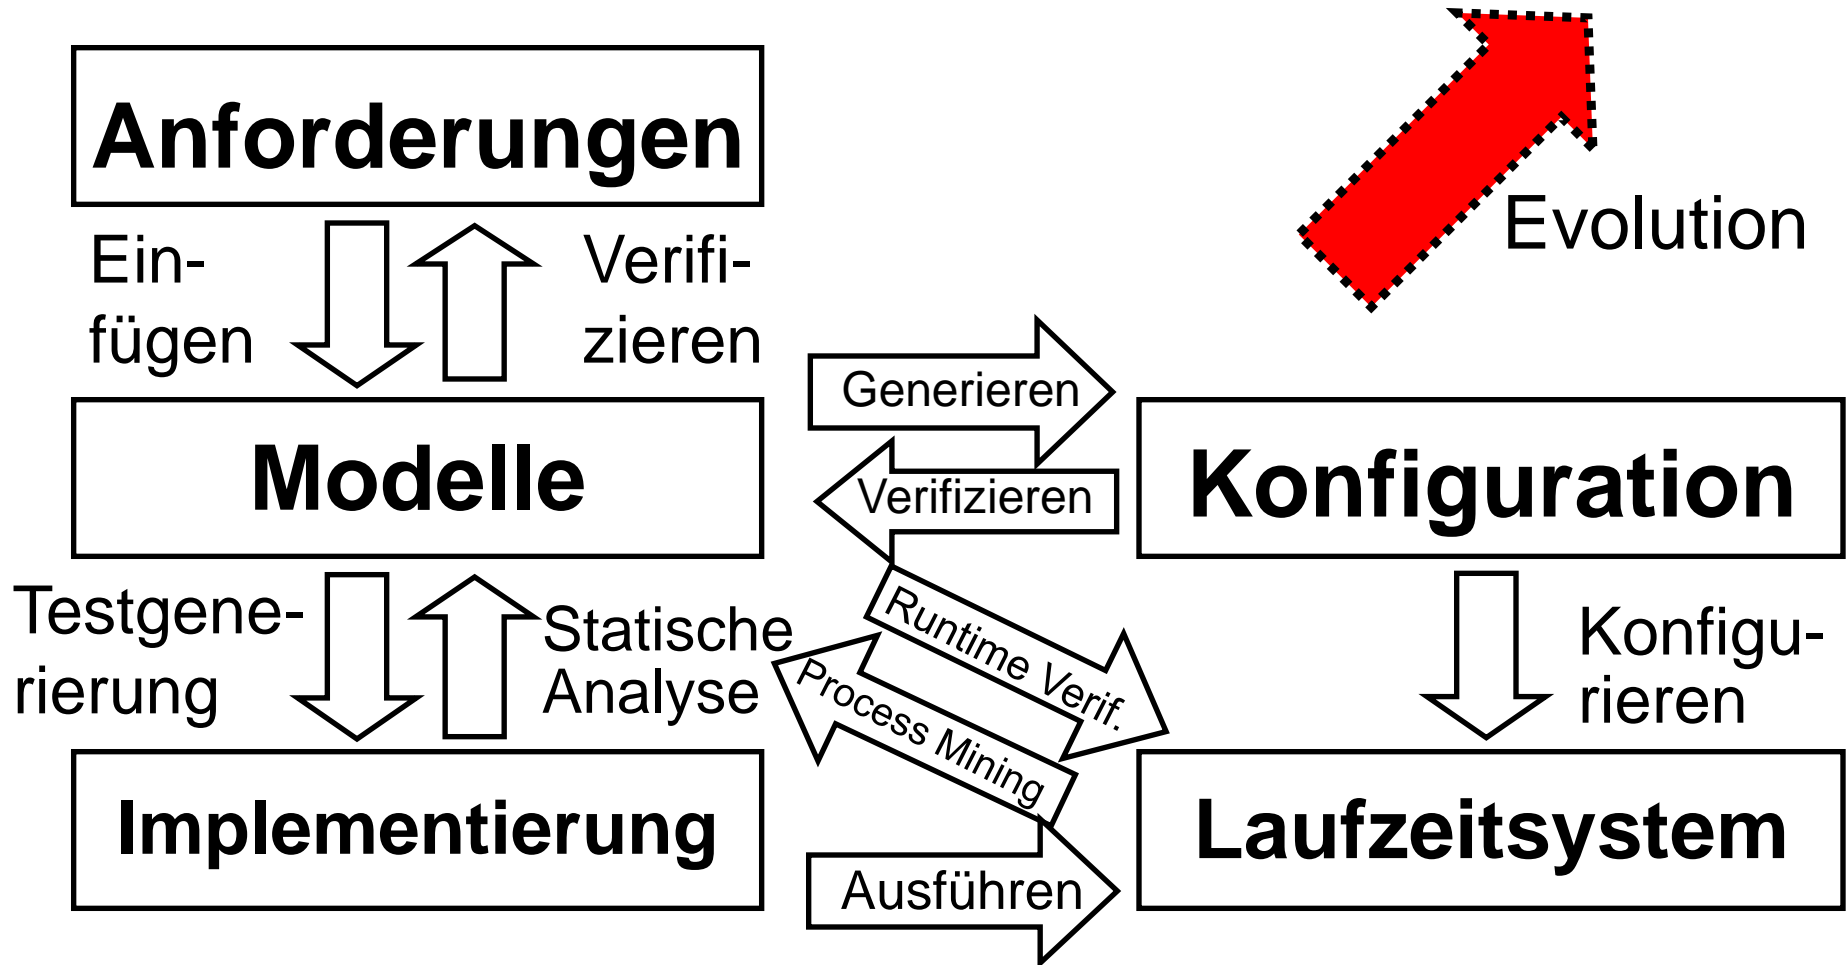 Anforderungen
Evolution
Ein-
fügen
Verifi-
zieren
Generieren
Modelle
Verifizieren
Konfiguration
Testgene-
rierung
Statische
Analyse
Runtime Verif.
Process Mining
Konfigu-
rieren
Implementierung
Ausführen
Laufzeitsystem